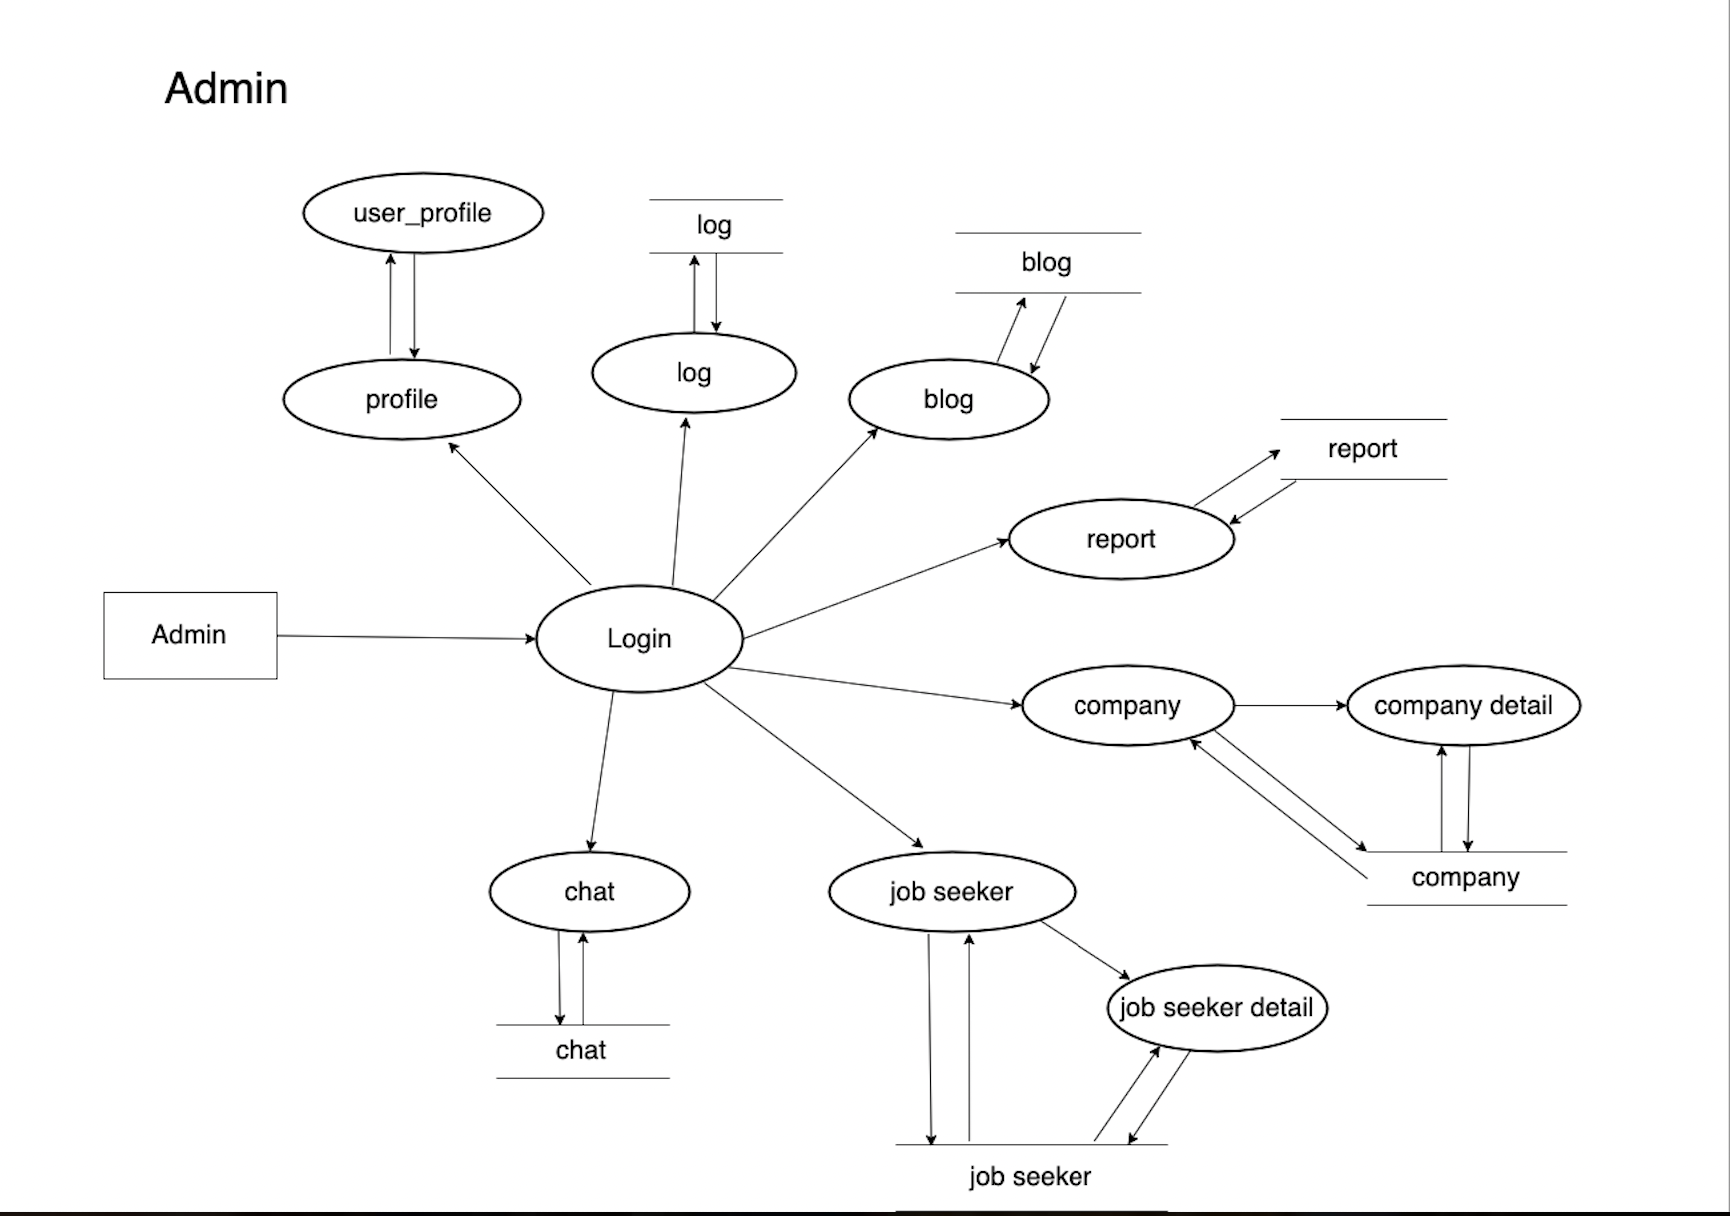 Admin
user_profile
log
blog
log
profile
blog
report
report
Admin
Login
company
company detail
company
chat
job seeker
job seeker detail
chat
job seeker